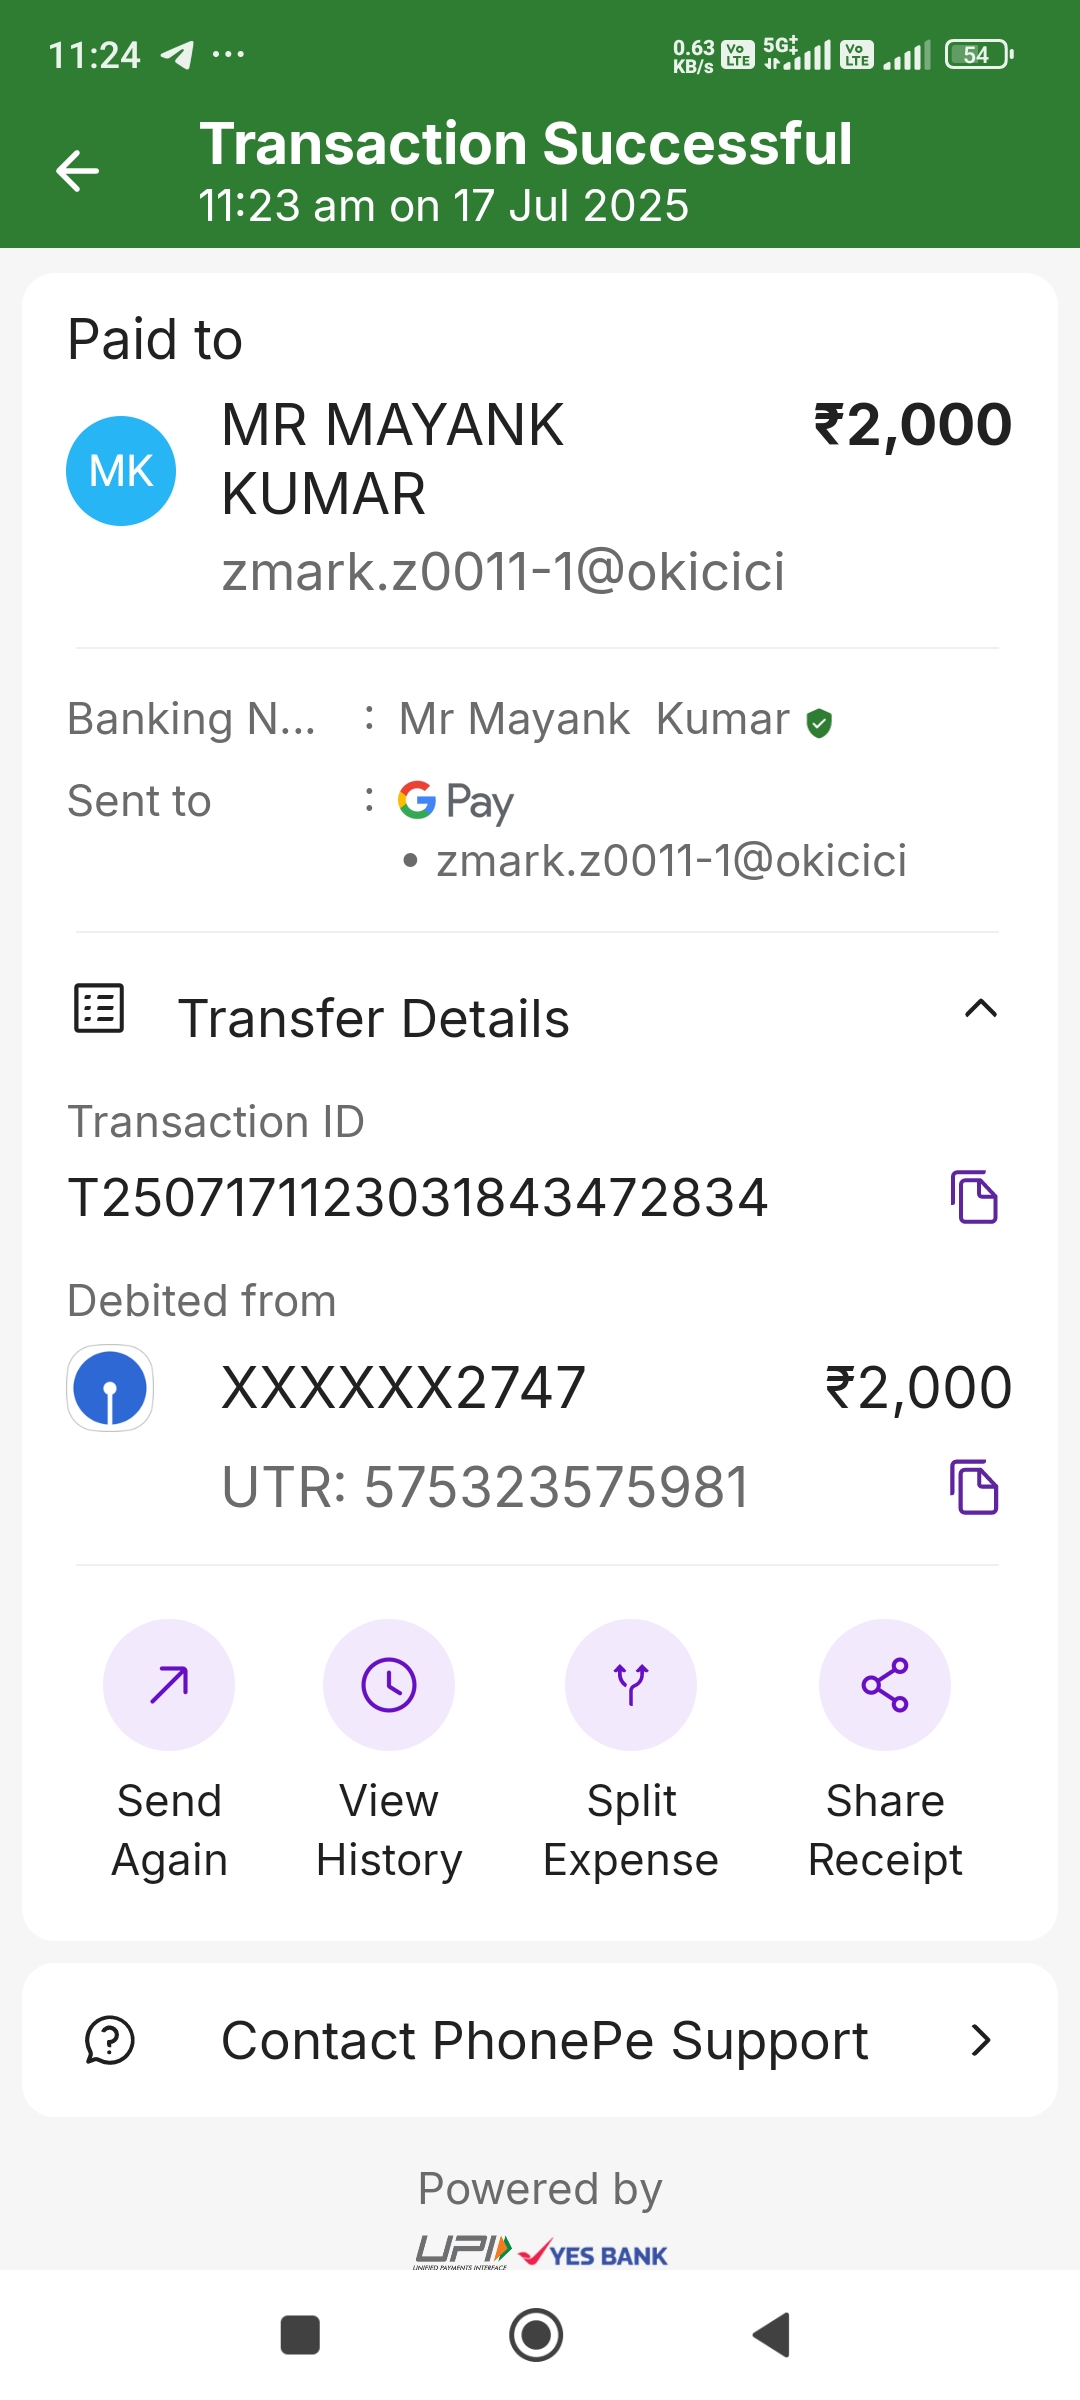 11:24
0.63 KB/s Vo LTE 5G‡ Vo LTE 54
Transaction Successful
11:23 am on 17 Jul 2025
Paid to
MK
MR MAYANK ₹2,000
KUMAR
zmark.z0011-1@okicici
Banking N... : Mr Mayank Kumar
Sent to : G Pay
• zmark.z0011-1@okicici
Transfer Details
Transaction ID
T2507171123031843472834
Debited from
XXXXXX2747 ₹2,000
UTR: 575323575981
Send Again
View History
Split Expense
Share Receipt
Contact PhonePe Support
Powered by
UPI YES BANK
UNIFIED PAYMENTS INTERFACE